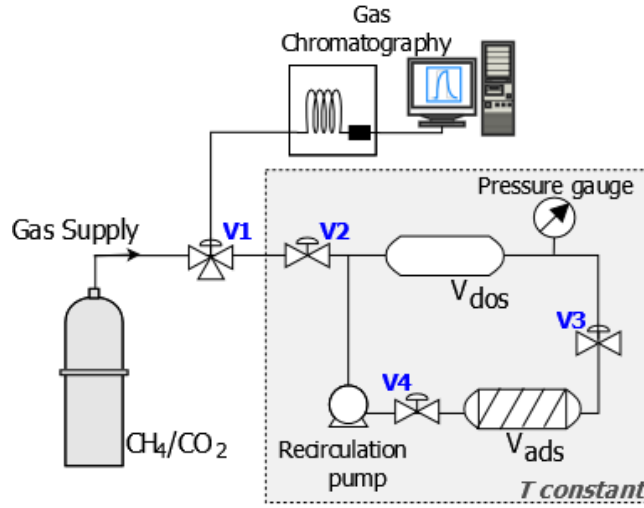 Gas
Chromatography
Pressure gauge
Gas Supply
V1
V2
Vdos
V3
V4
CH4/CO2
Recirculation
pump
Vads
T constant